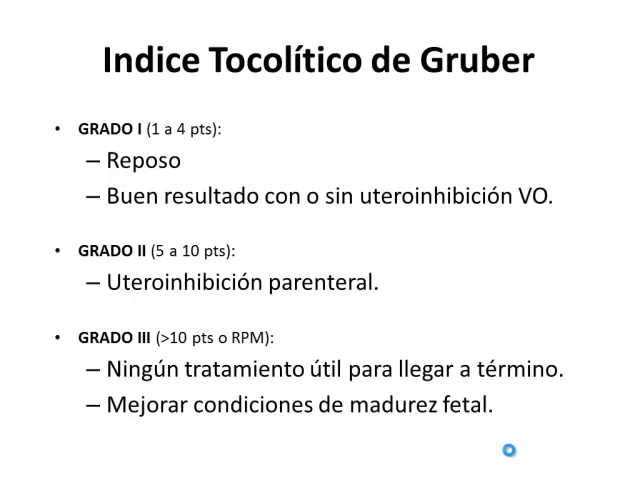 Indice Tocolítico de Gruber
• GRADO I (1 a 4 pts):
– Reposo
– Buen resultado con o sin uteroinhibición VO.
• GRADO II (5 a 10 pts):
– Uteroinhibición parenteral.
• GRADO III (>10 pts o RPM):
– Ningún tratamiento útil para llegar a término.
– Mejorar condiciones de madurez fetal.